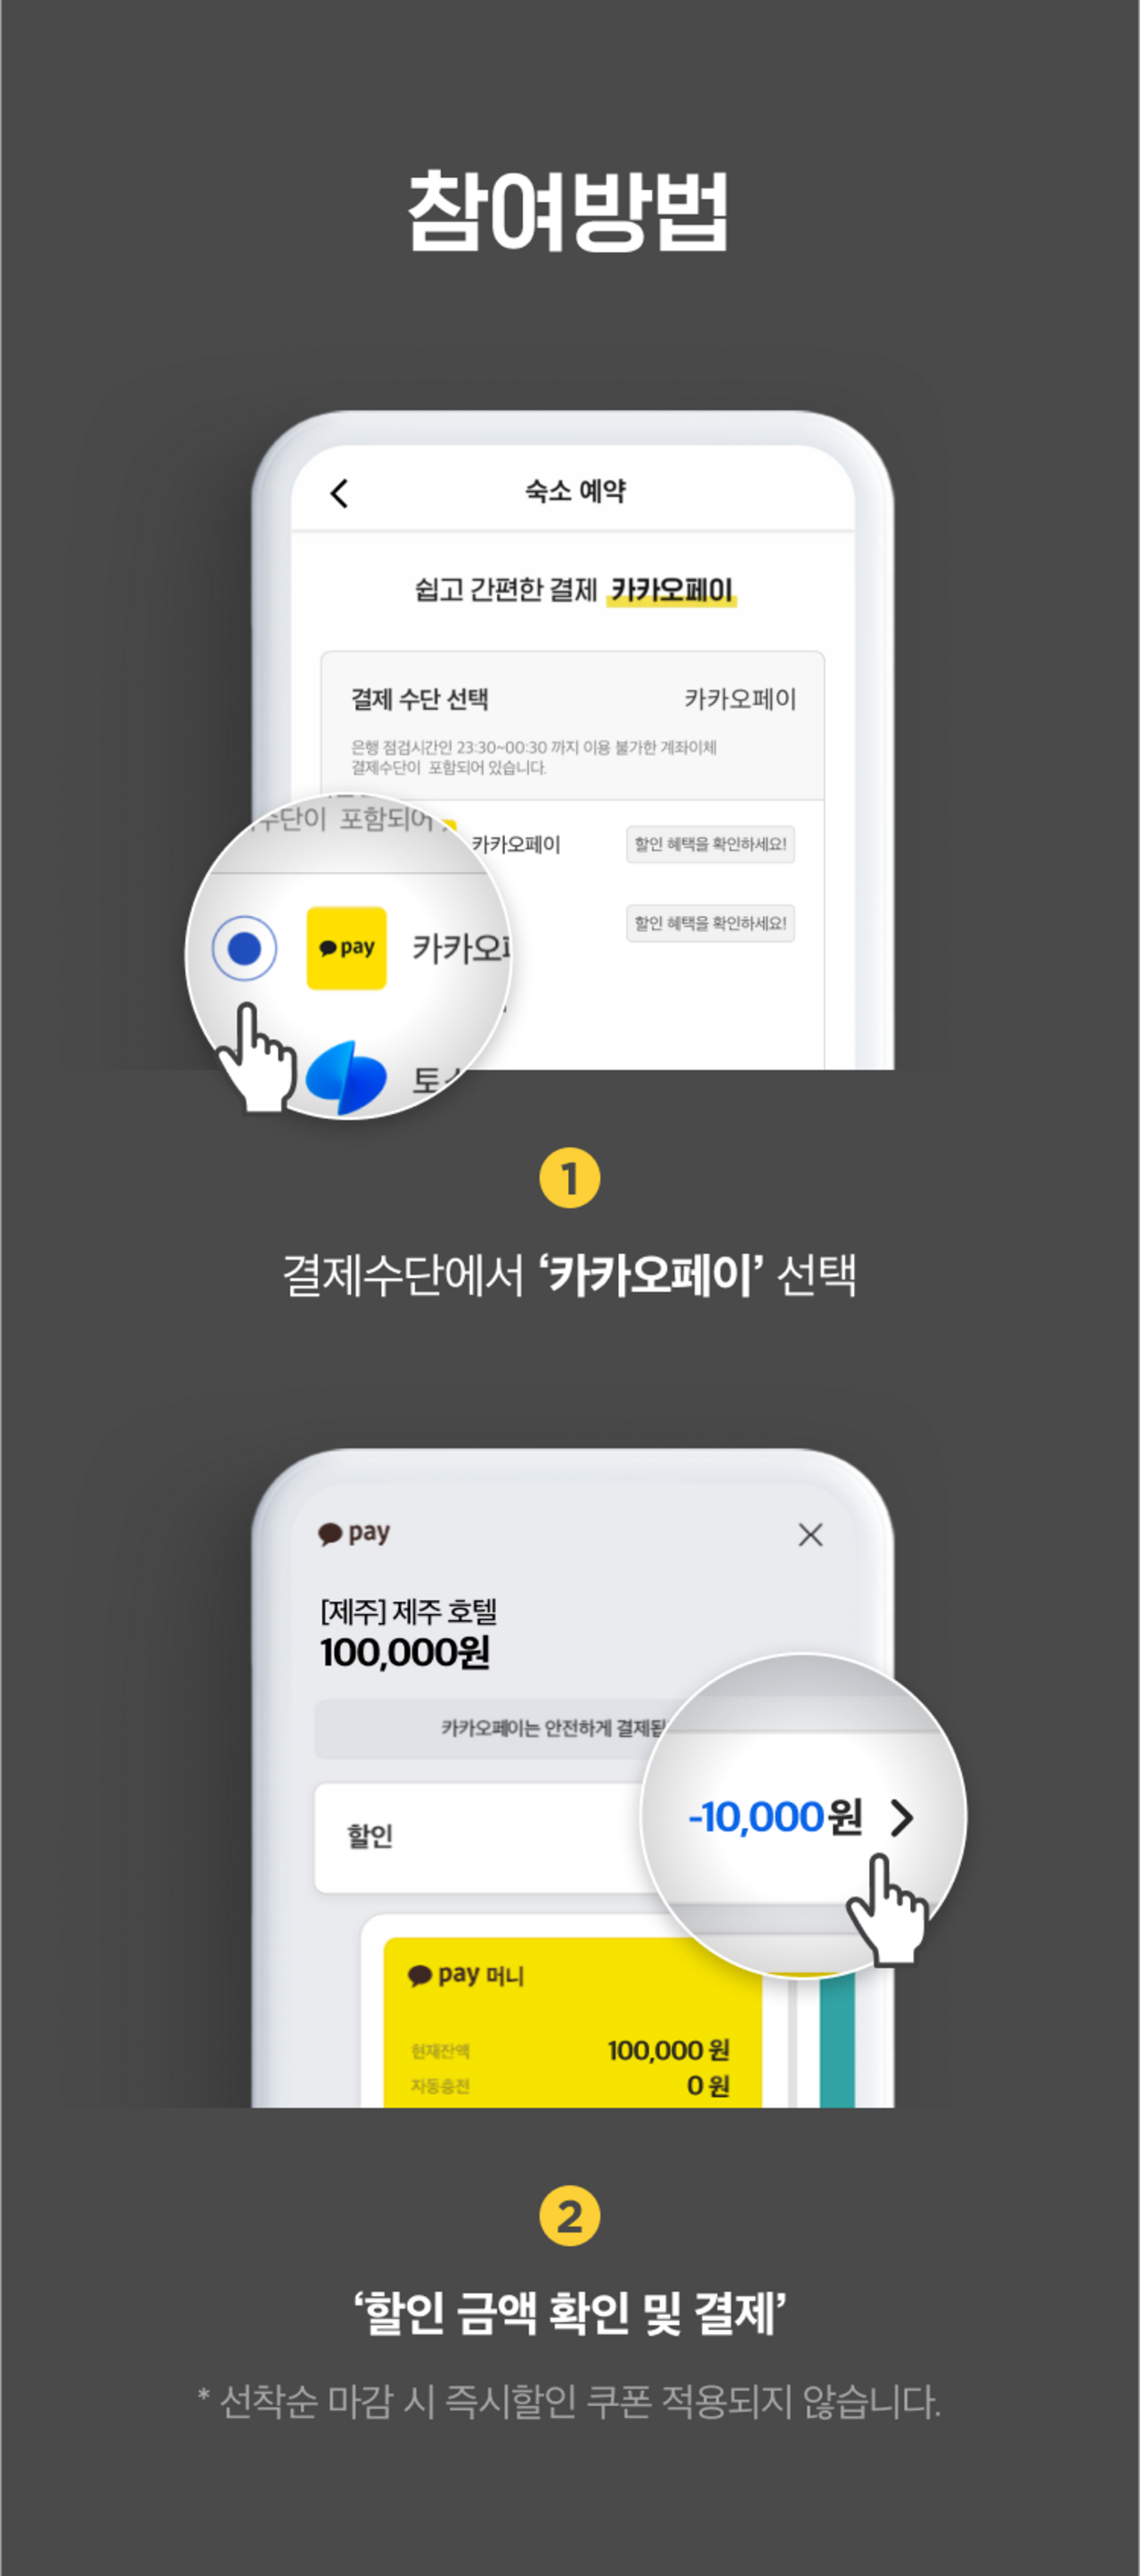 참여방법
숙소 예약
쉽고 간편한 결제 카카오페이
결제 수단 선택 카카오페이
은행 점검시간인 23:30~00:30 까지 이용 불가한 계좌이체
결제수단이 포함되어 있습니다.
수단이 포함되어
카카오페이 할인 혜택을 확인하세요!
할인 혜택을 확인하세요!
pay 카카오
토
1
결제수단에서 ‘카카오페이’ 선택
pay
[제주] 제주 호텔
100,000원
카카오페이는 안전하게 결제됩
할인
-10,000원
pay 머니
현재잔액 100,000 원
자동충전 0 원
2
‘할인 금액 확인 및 결제’
* 선착순 마감 시 즉시할인 쿠폰 적용되지 않습니다.